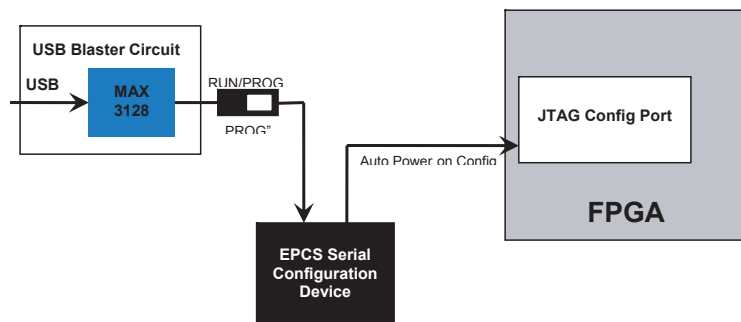 USB Blaster Circuit
USB
MAX
3128
RUN/PROG
PROG”
JTAG Config Port
Auto Power on Config
FPGA
EPCS Serial
Configuration
Device